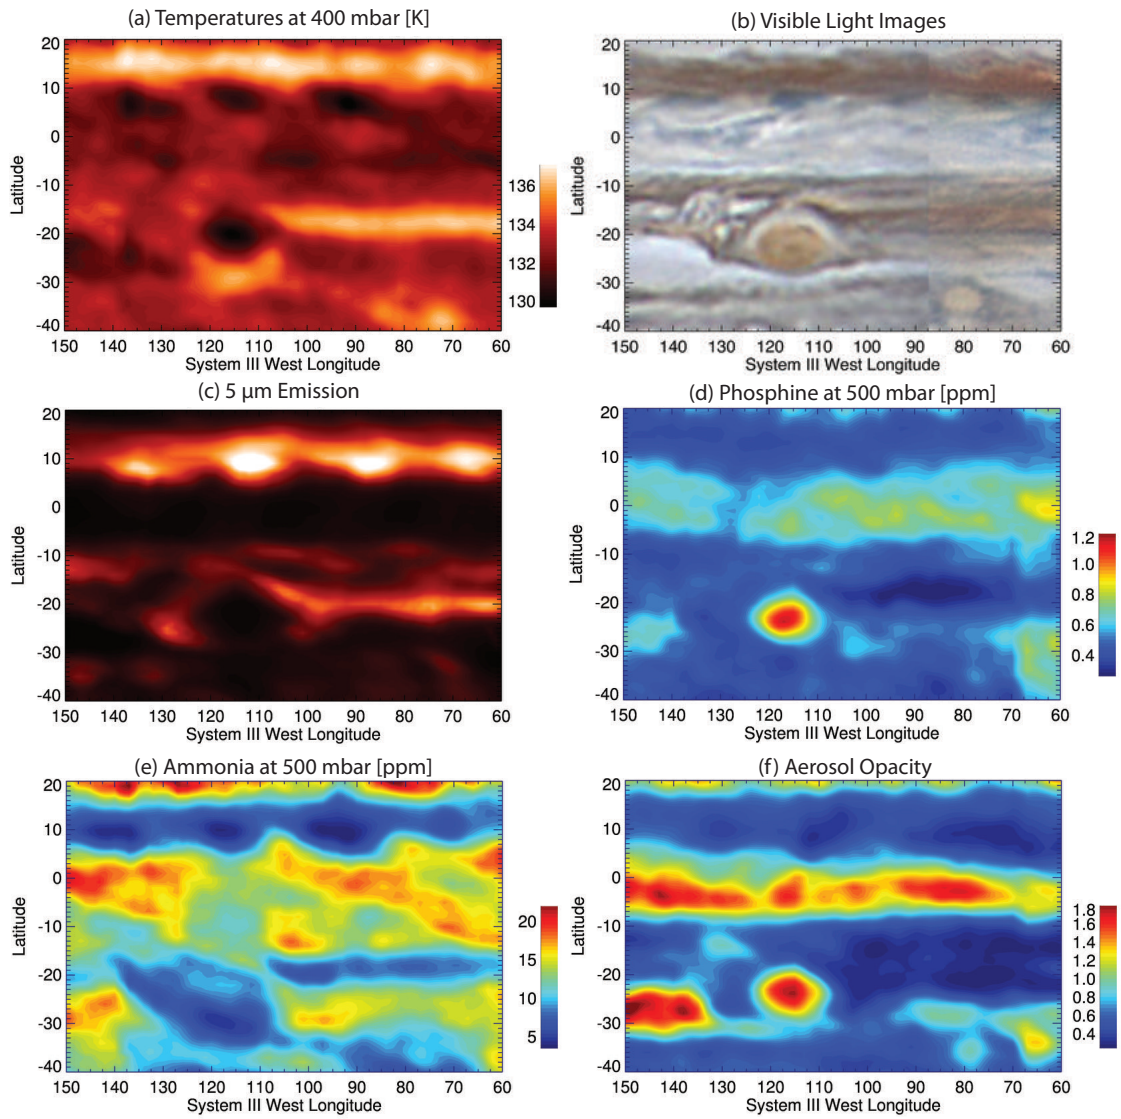 (a) Temperatures at 400 mbar [K]
20
10
0
-10
-20
-30
-40
Latitude
136
134
132
130
150 140 130 120 110 100 90 80 70 60
System III West Longitude
(b) Visible Light Images
20
10
0
-10
-20
-30
-40
Latitude
150 140 130 120 110 100 90 80 70 60
System III West Longitude
(c) 5 μm Emission
20
10
0
-10
-20
-30
-40
Latitude
150 140 130 120 110 100 90 80 70 60
System III West Longitude
(d) Phosphine at 500 mbar [ppm]
20
10
0
-10
-20
-30
-40
Latitude
1.2
1.0
0.8
0.6
0.4
150 140 130 120 110 100 90 80 70 60
System III West Longitude
(e) Ammonia at 500 mbar [ppm]
20
10
0
-10
-20
-30
-40
Latitude
20
15
10
5
150 140 130 120 110 100 90 80 70 60
System III West Longitude
(f) Aerosol Opacity
20
10
0
-10
-20
-30
-40
Latitude
1.8
1.6
1.4
1.2
1.0
0.8
0.6
0.4
150 140 130 120 110 100 90 80 70 60
System III West Longitude